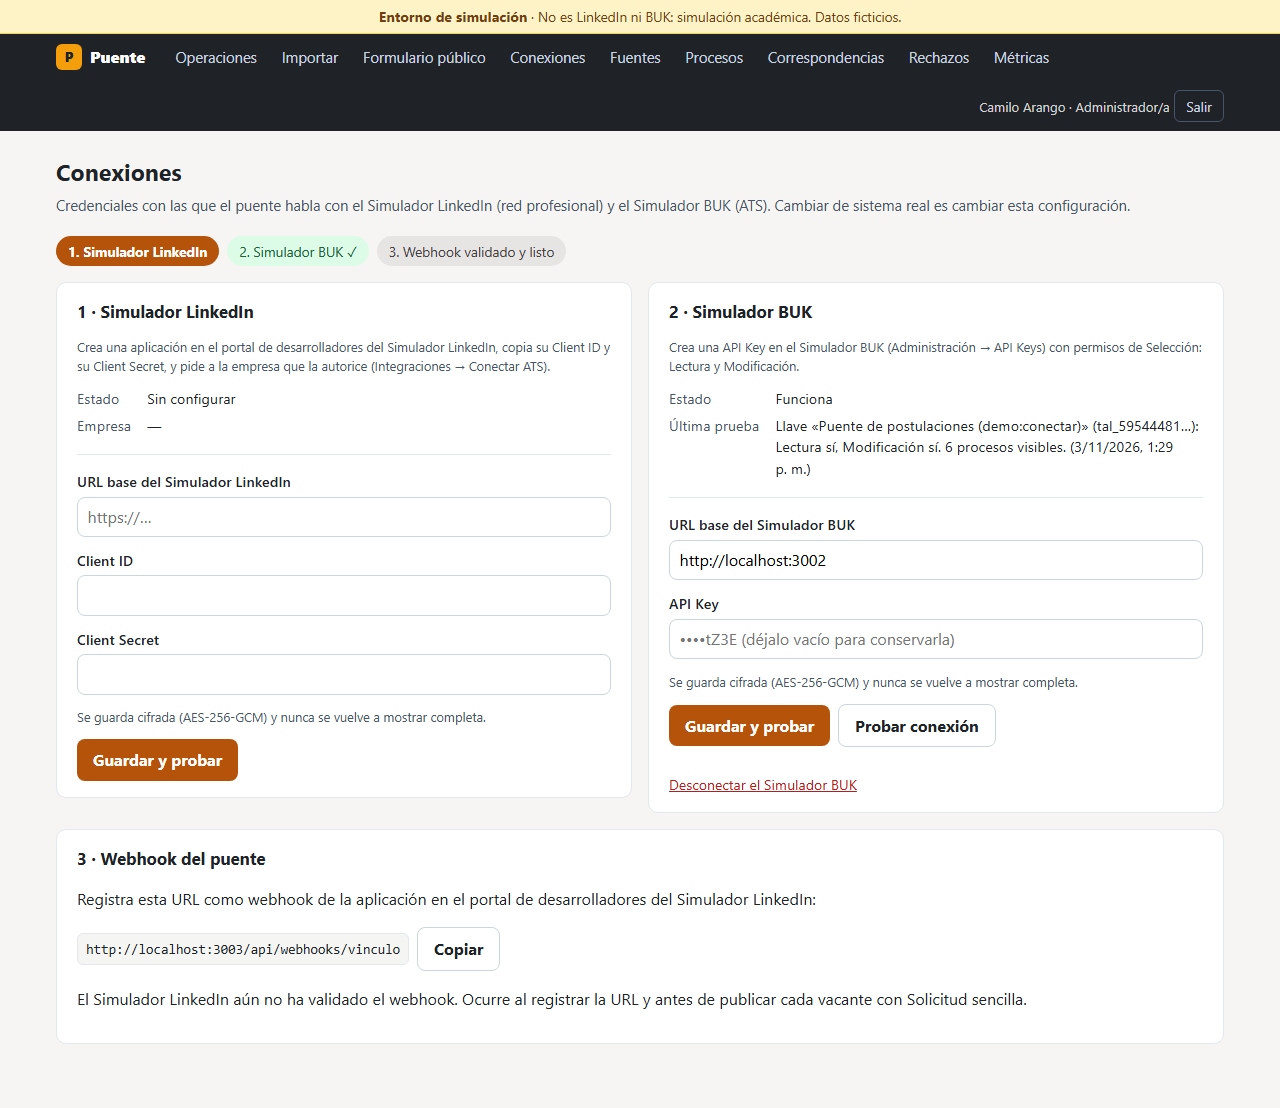 Entorno de simulación · No es LinkedIn ni BUK: simulación académica. Datos ficticios.
P Puente Operaciones Importar Formulario público Conexiones Fuentes Procesos Correspondencias Rechazos Métricas
Camilo Arango · Administrador/a Salir
Conexiones
Credenciales con las que el puente habla con el Simulador LinkedIn (red profesional) y el Simulador BUK (ATS). Cambiar de sistema real es cambiar esta configuración.
1. Simulador LinkedIn 2. Simulador BUK ✓ 3. Webhook validado y listo
1 · Simulador LinkedIn
Crea una aplicación en el portal de desarrolladores del Simulador LinkedIn, copia su Client ID y
su Client Secret, y pide a la empresa que la autorice (Integraciones → Conectar ATS).
Estado Sin configurar
Empresa —
URL base del Simulador LinkedIn
https://...
Client ID
Client Secret
Se guarda cifrada (AES-256-GCM) y nunca se vuelve a mostrar completa.
Guardar y probar
2 · Simulador BUK
Crea una API Key en el Simulador BUK (Administración → API Keys) con permisos de Selección:
Lectura y Modificación.
Estado Funciona
Última prueba Llave «Puente de postulaciones (demo:conectar)» (tal_59544481...):
Lectura sí, Modificación sí. 6 procesos visibles. (3/11/2026, 1:29
p. m.)
URL base del Simulador BUK
http://localhost:3002
API Key
••••tZ3E (déjalo vacío para conservarla)
Se guarda cifrada (AES-256-GCM) y nunca se vuelve a mostrar completa.
Guardar y probar Probar conexión
Desconectar el Simulador BUK
3 · Webhook del puente
Registra esta URL como webhook de la aplicación en el portal de desarrolladores del Simulador LinkedIn:
http://localhost:3003/api/webhooks/vinculo Copiar
El Simulador LinkedIn aún no ha validado el webhook. Ocurre al registrar la URL y antes de publicar cada vacante con Solicitud sencilla.